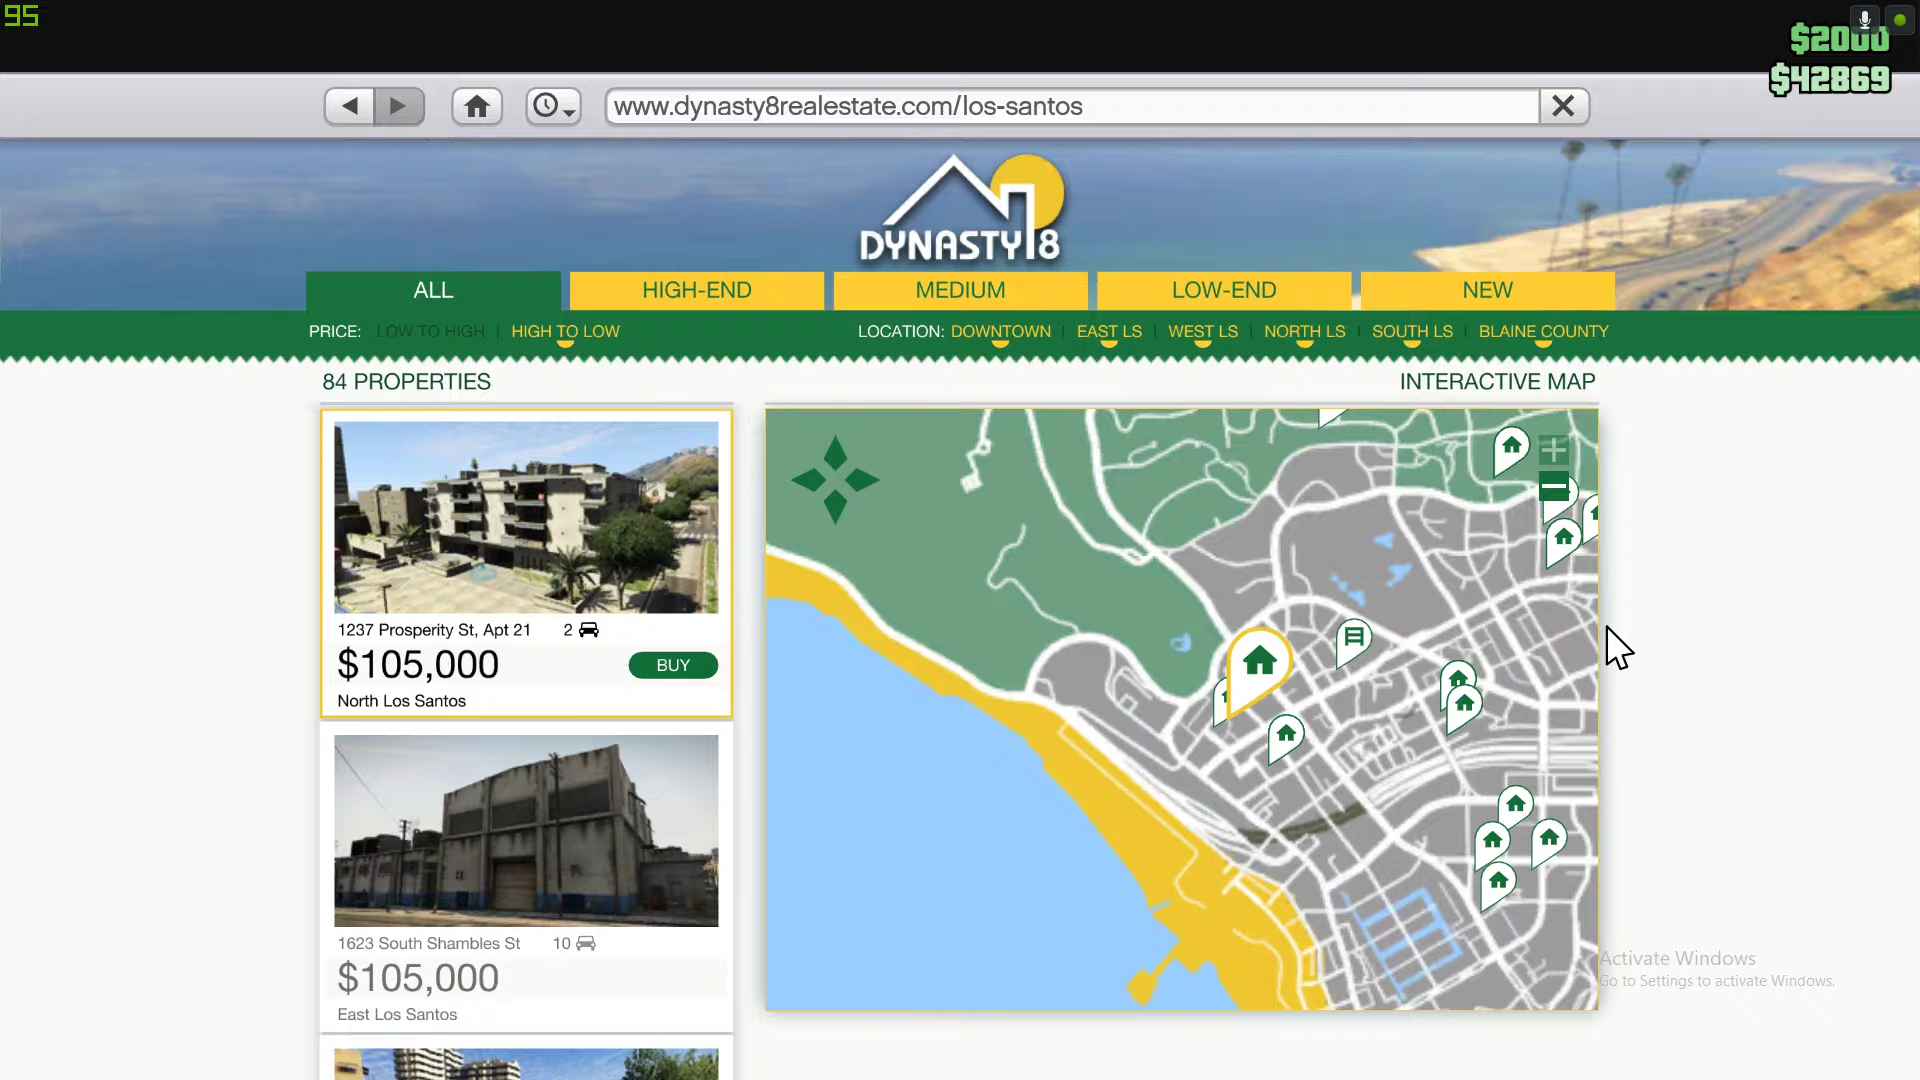 95
$2000
$42869
www.dynasty8realestate.com/los-santos
DYNASTY 8
ALL HIGH-END MEDIUM LOW-END NEW
PRICE: LOW TO HIGH | HIGH TO LOW LOCATION: DOWNTOWN | EAST LS | WEST LS | NORTH LS | SOUTH LS | BLAINE COUNTY
84 PROPERTIES INTERACTIVE MAP
1237 Prosperity St, Apt 21 2
$105,000 BUY
North Los Santos
1623 South Shambles St 10
$105,000
East Los Santos
Activate Windows
Go to Settings to activate Windows.